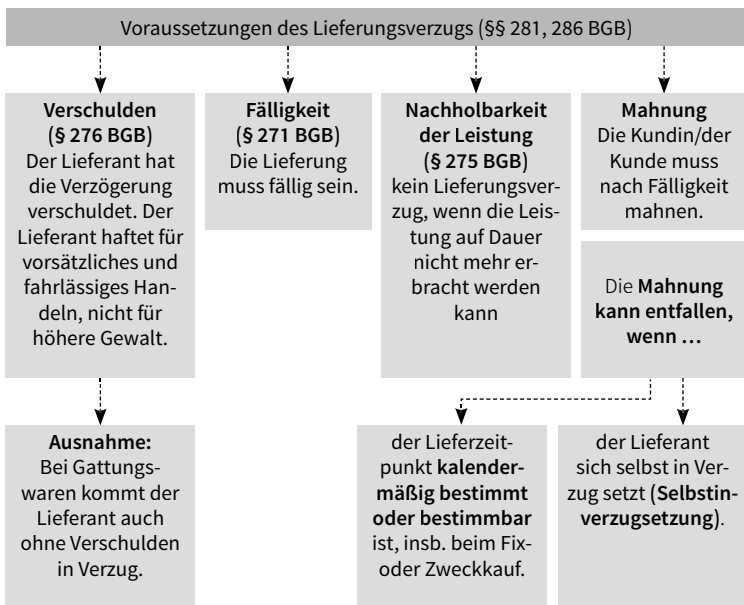 Voraussetzungen des Lieferungsverzugs (§§ 281, 286 BGB)
Verschulden
(§ 276 BGB)
Der Lieferant hat
die Verzögerung
verschuldet. Der
Lieferant haftet für
vorsätzliches und
fahrlässiges Han-
deln, nicht für
höhere Gewalt.
Fälligkeit
(§ 271 BGB)
Die Lieferung
muss fällig sein.
Nachholbarkeit
der Leistung
(§ 275 BGB)
kein Lieferungsver-
zug, wenn die Leis-
tung auf Dauer
nicht mehr er-
bracht werden
kann
Mahnung
Die Kundin/der
Kunde muss
nach Fälligkeit
mahnen.
Die Mahnung
kann entfallen,
wenn …
Ausnahme:
Bei Gattungs-
waren kommt der
Lieferant auch
ohne Verschulden
in Verzug.
der Lieferzeit-
punkt kalender-
mäßig bestimmt
oder bestimmbar
ist, insb. beim Fix-
oder Zweckkauf.
der Lieferant
sich selbst in Ver-
zug setzt (Selbstin-
verzugsetzung).